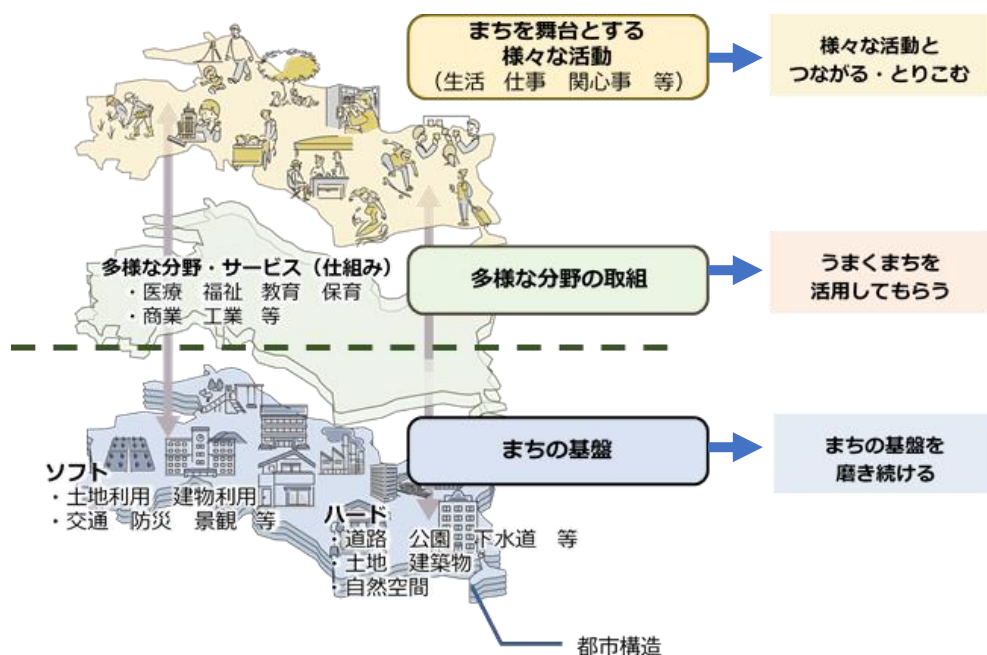 まちを舞台とする
様々な活動
（生活　仕事　関心事　等）
様々な活動と
つながる・とりこむ
多様な分野・サービス（仕組み）
・医療　福祉　教育　保育
・商業　工業　等
多様な分野の取組
うまくまちを
活用してもらう
まちの基盤
まちの基盤を
磨き続ける
ソフト
・土地利用　建物利用
・交通　防災　景観　等
ハード
・道路　公園　下水道　等
・土地　建築物
・自然空間
都市構造